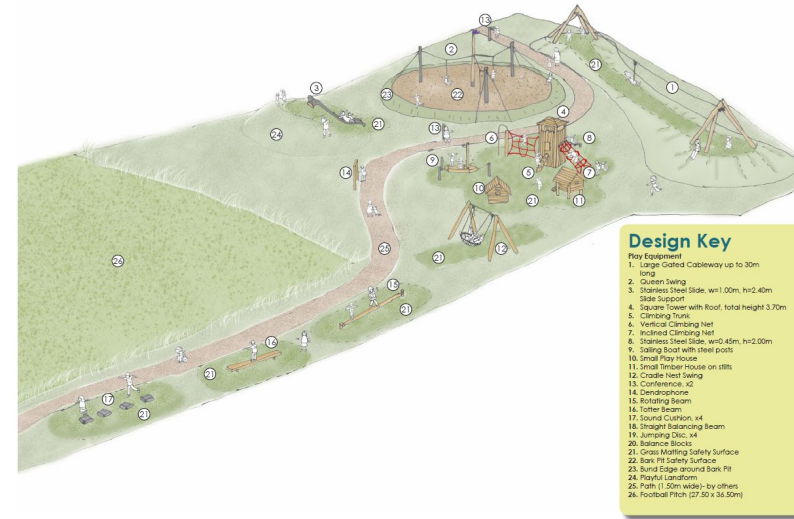 13
2
21
1
3
23
22
4
21
13
24
6
8
9
5
7
14
10
11
21
12
25
21
26
15
21
16
21
17
21
Design Key
Play Equipment
1. Large Gated Cableway up to 30m
long
2. Queen Swing
3. Stainless Steel Slide, w=1.00m, h=2.40m
Slide Support
4. Square Tower with Roof, total height 3.70m
5. Climbing Trunk
6. Vertical Climbing Net
7. Inclined Climbing Net
8. Stainless Steel Slide, w=0.45m, h=2.00m
9. Sailing Boat with steel posts
10. Small Play House
11. Small Timber House on stilts
12. Cradle Nest Swing
13. Conference, x2
14. Dendrophone
15. Rotating Beam
16. Totter Beam
17. Sound Cushion, x4
18. Straight Balancing Beam
19. Jumping Disc, x4
20. Balance Blocks
21. Grass Matting Safety Surface
22. Bark Pit Safety Surface
23. Bund Edge around Bark Pit
24. Playful Landform
25. Path (1.50m wide)- by others
26. Football Pitch (27.50 x 36.50m)